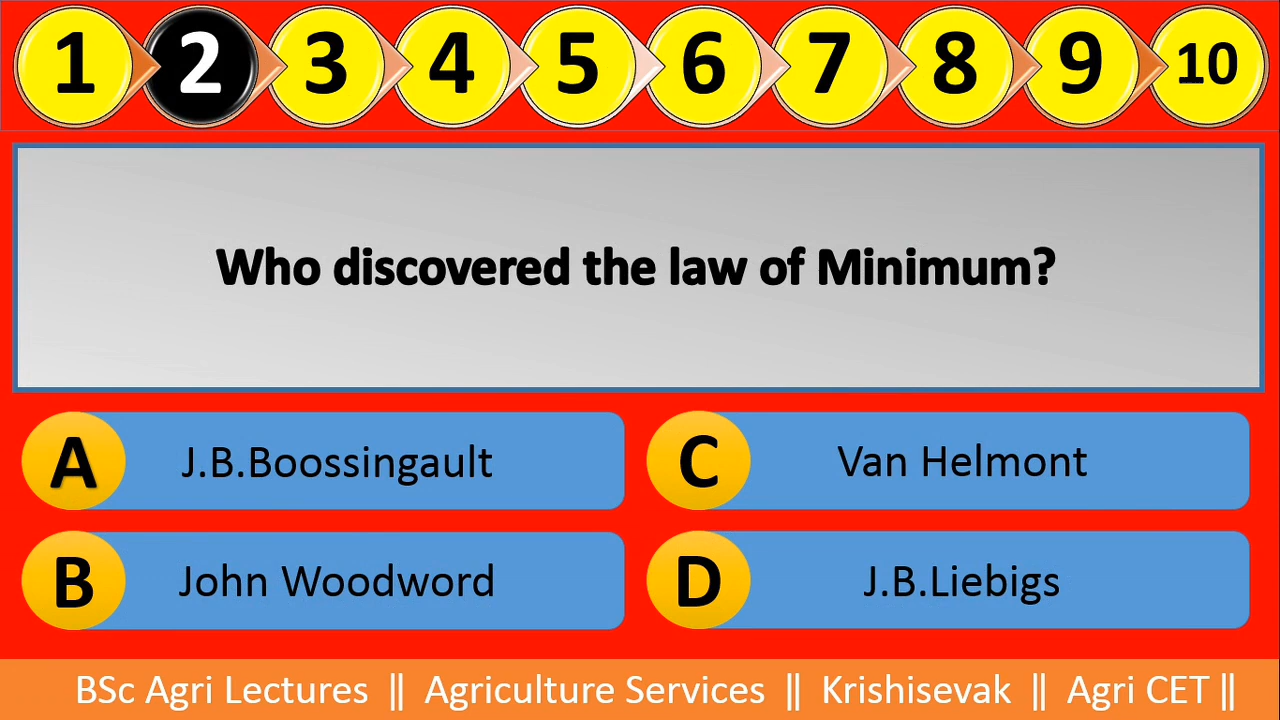 1 2 3 4 5 6 7 8 9 10
Who discovered the law of Minimum?
A J.B.Boossingault
C Van Helmont
B John Woodword
D J.B.Liebigs
BSc Agri Lectures || Agriculture Services || Krishisevak || Agri CET ||